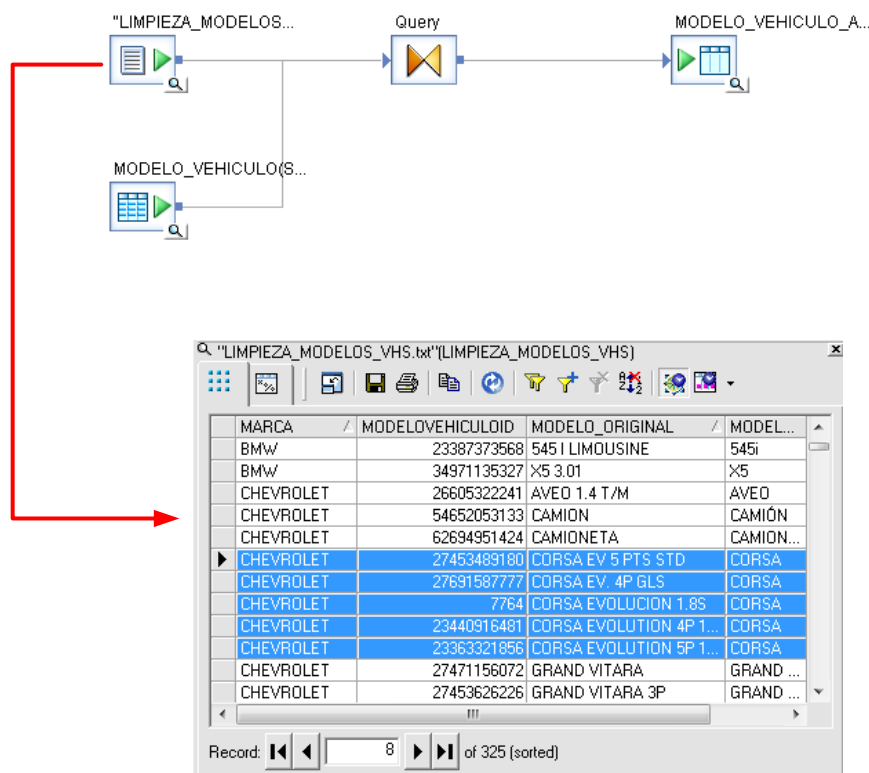 "LIMPIEZA_MODELOS... Query MODELO_VEHICULO_A...
MODELO_VEHICULO(S...
"LIMPIEZA_MODELOS_VHS.txt"(LIMPIEZA_MODELOS_VHS)
MARCA MODELOVEHICULOID MODELO_ORIGINAL MODEL...
BMW 23387373568 545 I LIMOUSINE 545i
BMW 34971135327 X5 3.01 X5
CHEVROLET 26605322241 AVEO 1.4 T/M AVEO
CHEVROLET 54652053133 CAMION CAMIÓN
CHEVROLET 62694951424 CAMIONETA CAMION...
CHEVROLET 27453489180 CORSA EV 5 PTS STD CORSA
CHEVROLET 27691587777 CORSA EV. 4P GLS CORSA
CHEVROLET 7764 CORSA EVOLUCION 1.8S CORSA
CHEVROLET 23440916481 CORSA EVOLUTION 4P 1... CORSA
CHEVROLET 23363321856 CORSA EVOLUTION 5P 1... CORSA
CHEVROLET 27471156072 GRAND VITARA GRAND ...
CHEVROLET 27453626226 GRAND VITARA 3P GRAND ...
Record: 8 of 325 (sorted)